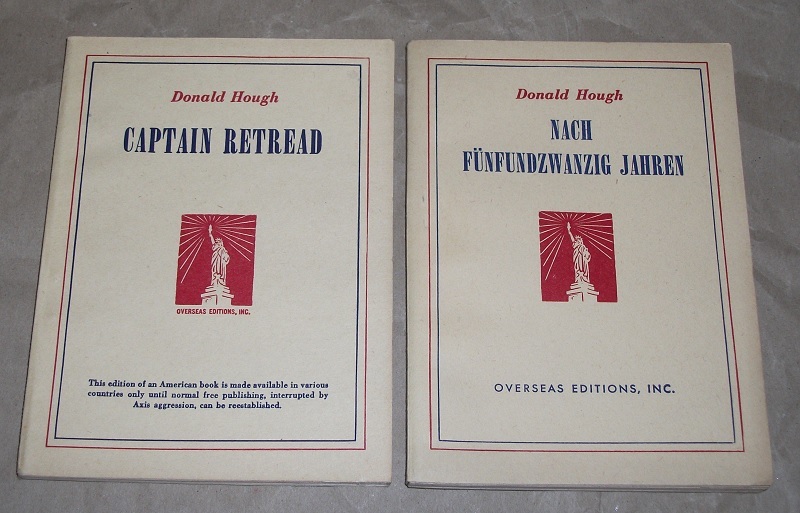 Donald Hough
CAPTAIN RETREAD
OVERSEAS EDITIONS, INC.
This edition of an American book is made available in various
countries only until normal free publishing, interrupted by
Axis aggression, can be reestablished.
Donald Hough
NACH
FÜNFUNDZWANZIG JAHREN
OVERSEAS EDITIONS, INC.